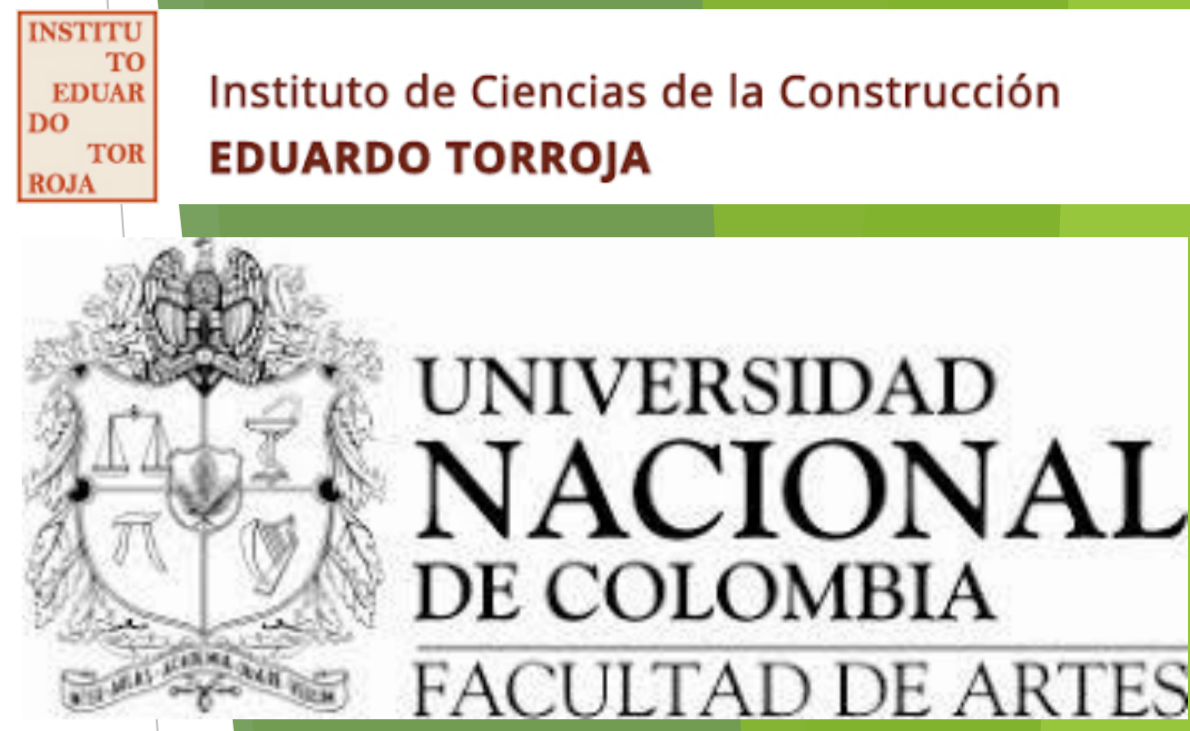 INSTITU
TO
EDUAR
DO
TOR
ROJA
Instituto de Ciencias de la Construcción
EDUARDO TORROJA
UNIVERSIDAD
NACIONAL
DE COLOMBIA
FACULTAD DE ARTES